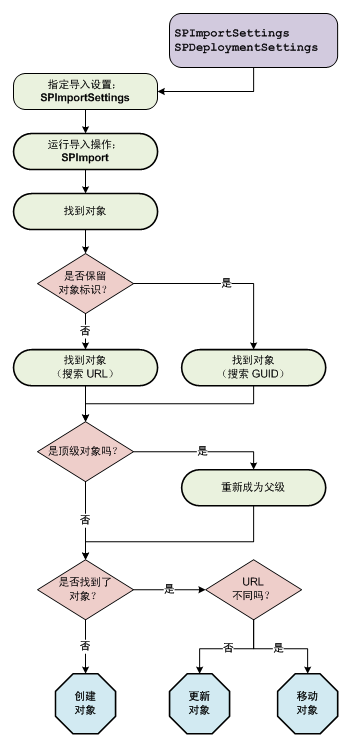 SPImportSettings
SPDeploymentSettings
指定导入设置：
SPImportSettings
运行导入操作：
SPImport
找到对象
是否保留
对象标识？
是
否
找到对象
（搜索 URL）
找到对象
（搜索 GUID）
是顶级对象吗？
是
重新成为父级
否
是否找到了
对象？
是
URL
不同吗？
否
否
是
创建
对象
更新
对象
移动
对象